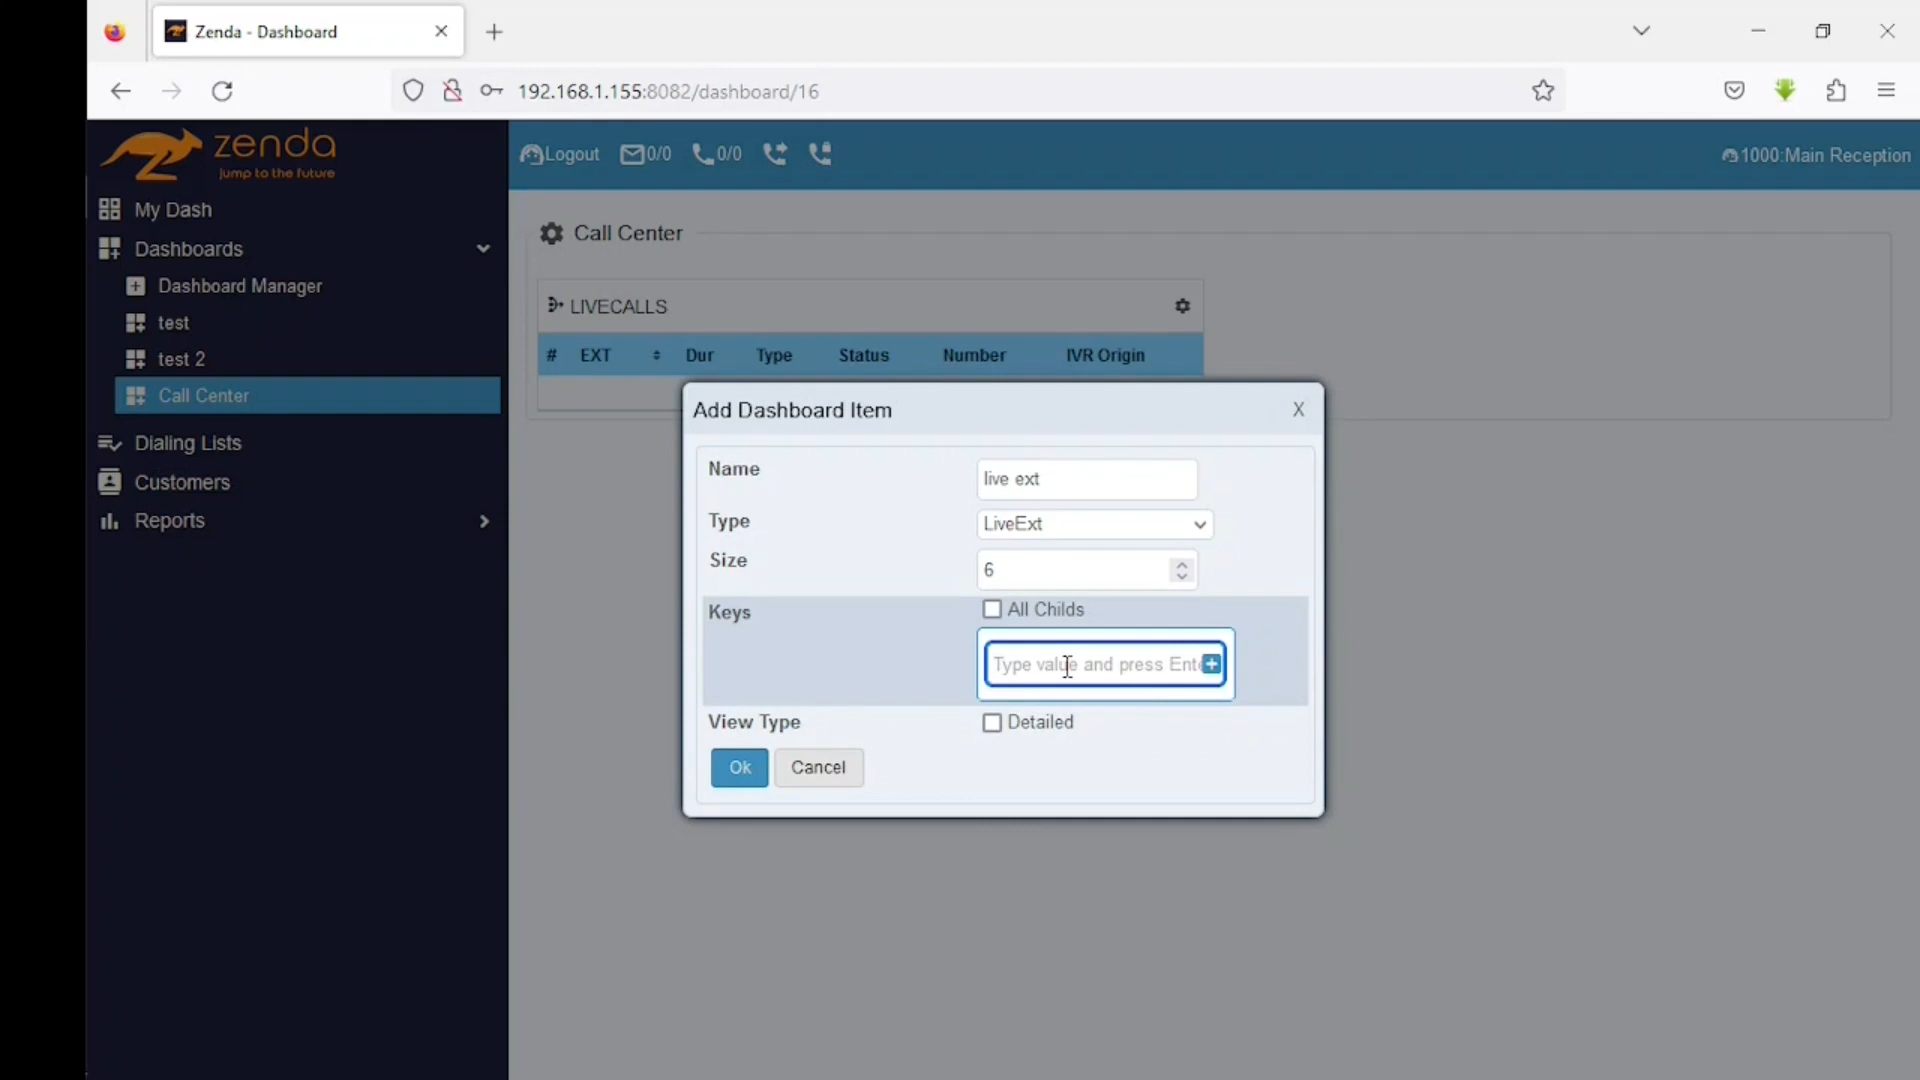 Zenda - Dashboard
192.168.1.155:8082/dashboard/16
zenda
jump to the future
Logout 0/0 0/0
1000:Main Reception
My Dash
Dashboards
Dashboard Manager
test
test 2
Call Center
Dialing Lists
Customers
Reports
Call Center
LIVECALLS
# EXT Dur Type Status Number IVR Origin
Add Dashboard Item X
Name live ext
Type LiveExt
Size 6
Keys All Childs
Type value and press Ente
View Type Detailed
Ok Cancel